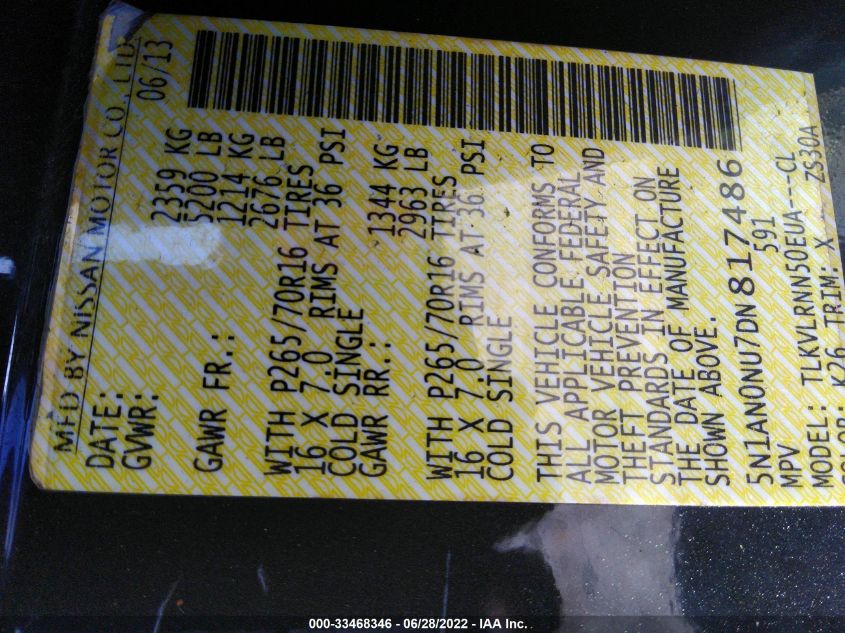 MFD BY NISSAN MOTOR CO. LTD.
DATE: 06/13
GVWR: 2359 KG
5200 LB
GAWR FR.: 1214 KG
2676 LB
WITH P265/70R16 TIRES
16 X 7.0 RIMS AT 36 PSI
COLD SINGLE
GAWR RR.: 1344 KG
2963 LB
WITH P265/70R16 TIRES
16 X 7.0 RIMS AT 36 PSI
COLD SINGLE
THIS VEHICLE CONFORMS TO
ALL APPLICABLE FEDERAL
MOTOR VEHICLE SAFETY AND
THEFT PREVENTION
STANDARDS IN EFFECT ON
THE DATE OF MANUFACTURE
SHOWN ABOVE.
5N1AN0NU7DN817486
MPV 591
MODEL: TLKVLRNN50EUA---CL
COLOR: K26 TRIM: X ZS30A
000-33468346 - 06/28/2022 - IAA Inc.